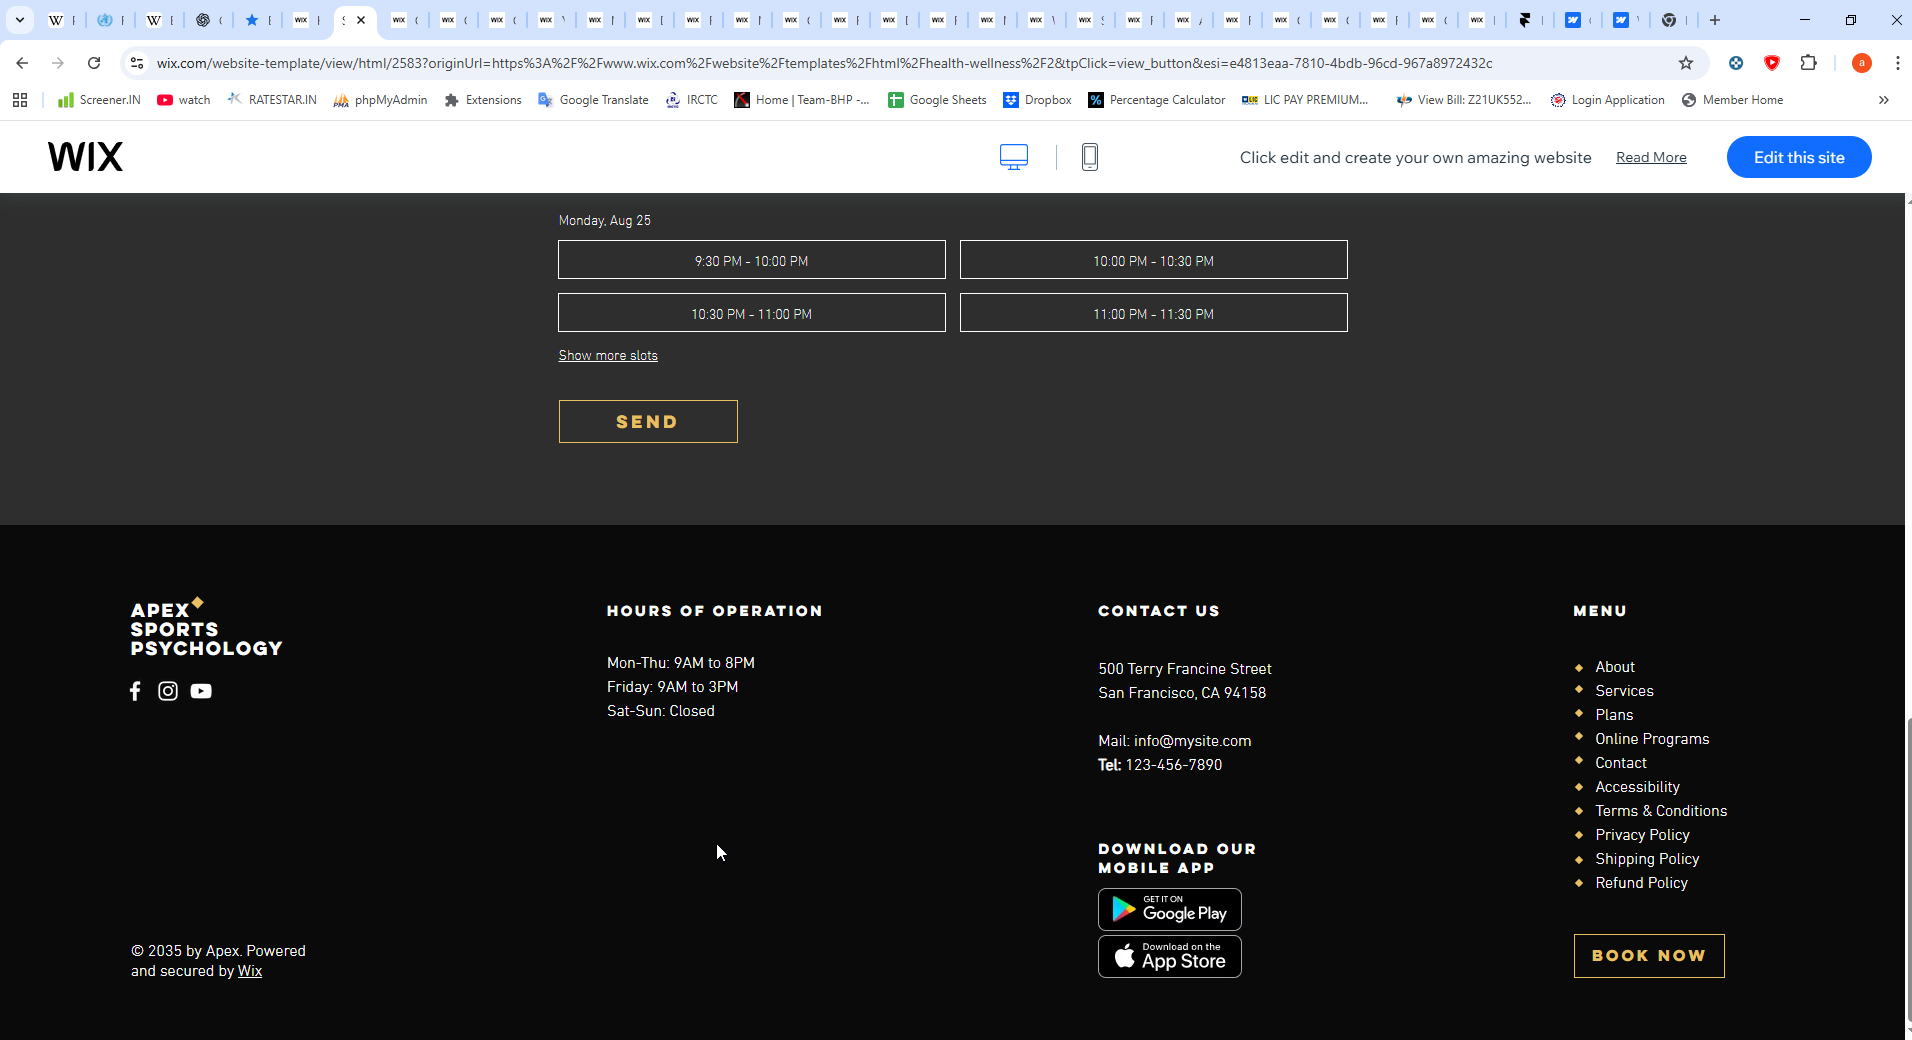 wix.com/website-template/view/html/2583?originUrl=https%3A%2F%2Fwww.wix.com%2Fwebsite%2Ftemplates%2Fhtml%2Fhealth-wellness%2F2&tpClick=view_button&esi=e4813eaa-7810-4bdb-96cd-967a8972432c
Screener.IN watch RATESTAR.IN phpMyAdmin Extensions Google Translate IRCTC Home | Team-BHP -... Google Sheets Dropbox Percentage Calculator LIC PAY PREMIUM... View Bill: Z21UK552... Login Application Member Home
WIX
Click edit and create your own amazing website Read More Edit this site
Monday, Aug 25
9:30 PM - 10:00 PM 10:00 PM - 10:30 PM
10:30 PM - 11:00 PM 11:00 PM - 11:30 PM
Show more slots
SEND
APEX
SPORTS
PSYCHOLOGY
© 2035 by Apex. Powered
and secured by Wix
HOURS OF OPERATION
Mon-Thu: 9AM to 8PM
Friday: 9AM to 3PM
Sat-Sun: Closed
CONTACT US
500 Terry Francine Street
San Francisco, CA 94158
Mail: info@mysite.com
Tel: 123-456-7890
DOWNLOAD OUR
MOBILE APP
GET IT ON
Google Play
Download on the
App Store
MENU
About
Services
Plans
Online Programs
Contact
Accessibility
Terms & Conditions
Privacy Policy
Shipping Policy
Refund Policy
BOOK NOW